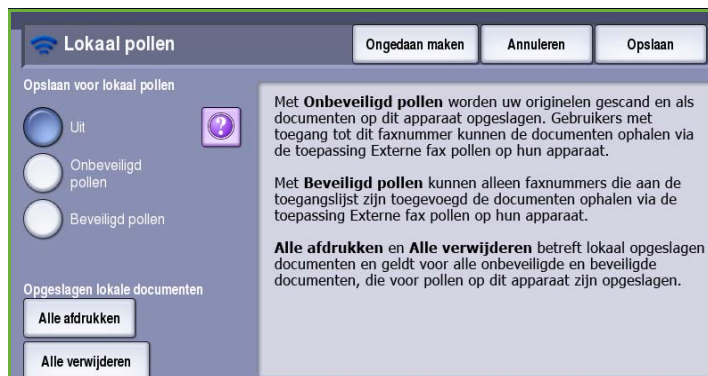 Lokaal pollen
Ongedaan maken
Annuleren
Opslaan
Opslaan voor lokaal pollen
Uit
?
Onbeveiligd
pollen
Beveiligd pollen
Opgeslagen lokale documenten
Alle afdrukken
Alle verwijderen
Met Onbeveiligd pollen worden uw originelen gescand en als
documenten op dit apparaat opgeslagen. Gebruikers met
toegang tot dit faxnummer kunnen de documenten ophalen via
de toepassing Externe fax pollen op hun apparaat.
Met Beveiligd pollen kunnen alleen faxnummers die aan de
toegangslijst zijn toegevoegd de documenten ophalen via de
toepassing Externe fax pollen op hun apparaat.
Alle afdrukken en Alle verwijderen betreft lokaal opgeslagen
documenten en geldt voor alle onbeveiligde en beveiligde
documenten, die voor pollen op dit apparaat zijn opgeslagen.